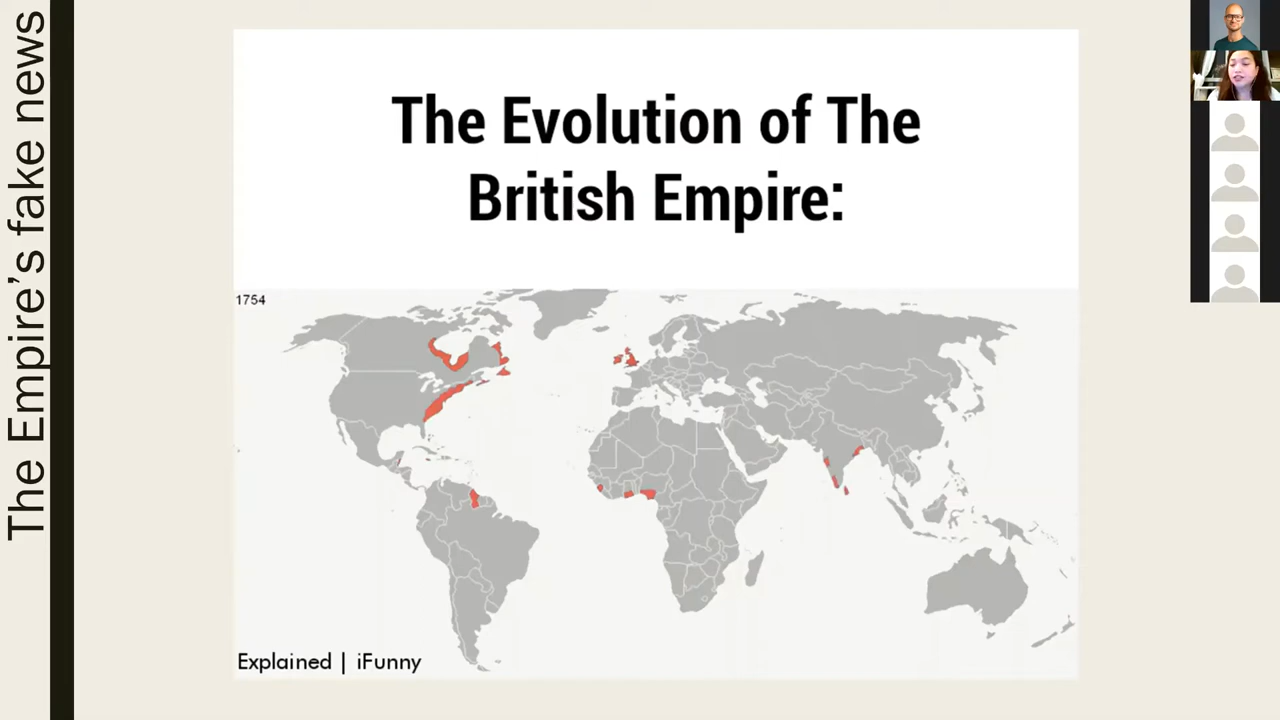 The Empire’s fake news
The Evolution of The
British Empire:
1754
Explained | iFunny